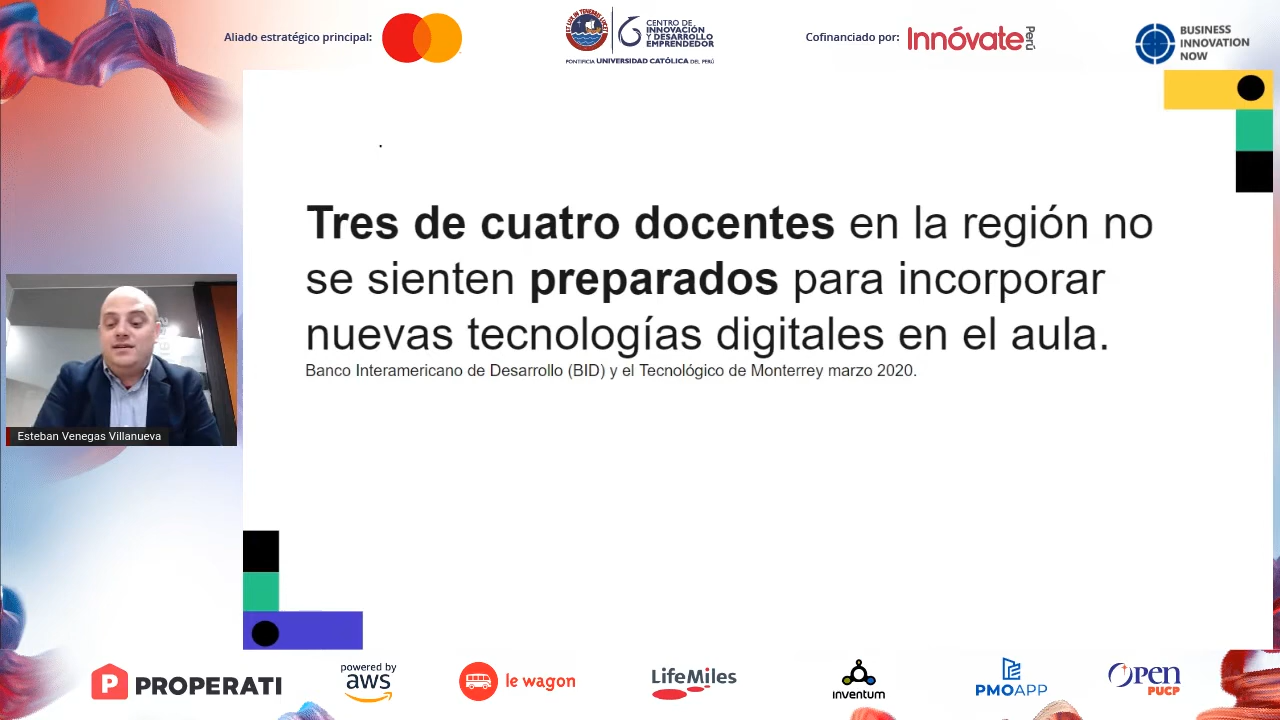 Aliado estratégico principal:
CENTRO DE
INNOVACIÓN
Y DESARROLLO
EMPRENDEDOR
PONTIFICIA UNIVERSIDAD CATÓLICA DEL PERÚ
Cofinanciado por:
Innóvate Perú
BUSINESS
INNOVATION
NOW
Tres de cuatro docentes en la región no
se sienten preparados para incorporar
nuevas tecnologías digitales en el aula.
Banco Interamericano de Desarrollo (BID) y el Tecnológico de Monterrey marzo 2020.
Esteban Venegas Villanueva
PROPERATI
powered by
aws
le wagon
LifeMiles
inventum
PMOAPP
OPEN
PUCP